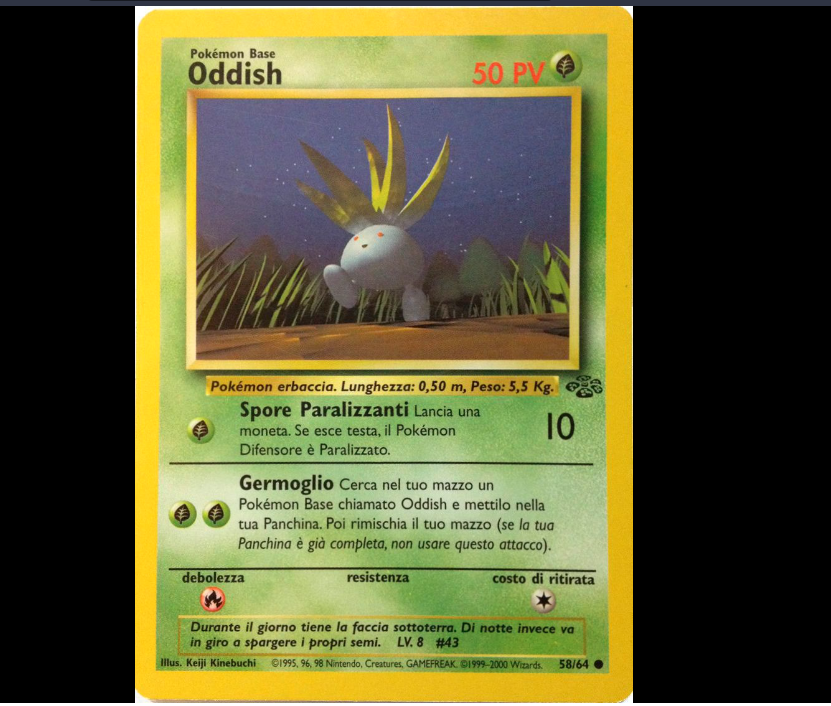 Pokémon Base
Oddish
50 PV
Pokémon erbaccia. Lunghezza: 0,50 m, Peso: 5,5 Kg.
Spore Paralizzanti Lancia una
moneta. Se esce testa, il Pokémon
Difensore è Paralizzato.
10
Germoglio Cerca nel tuo mazzo un
Pokémon Base chiamato Oddish e mettilo nella
tua Panchina. Poi rimischia il tuo mazzo (se la tua
Panchina è già completa, non usare questo attacco).
debolezza resistenza costo di ritirata
Durante il giorno tiene la faccia sottoterra. Di notte invece va
in giro a spargere i propri semi. LV. 8 #43
Illus. Keiji Kinebuchi ©1995, 96, 98 Nintendo, Creatures, GAMEFREAK. ©1999-2000 Wizards. 58/64